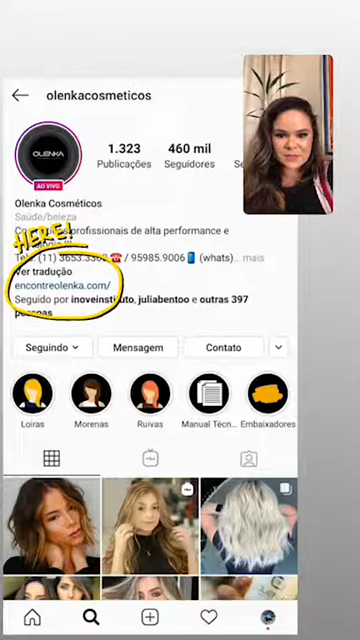 olenkacosmeticos
OLENKA
AO VIVO
1.323
Publicações
460 mil
Seguidores
Se
Olenka Cosméticos
Saúde/beleza
profissionais de alta performance e
HERE!
(11) 3653.3363 / 95985.9006 (whats)... mais
Ver tradução
encontreolenka.com/
Seguido por inoveinstituto, juliabentoo e outras 397
pessoas
Seguindo
Mensagem
Contato
Loiras
Morenas
Ruivas
Manual Técn...
Embaixadores